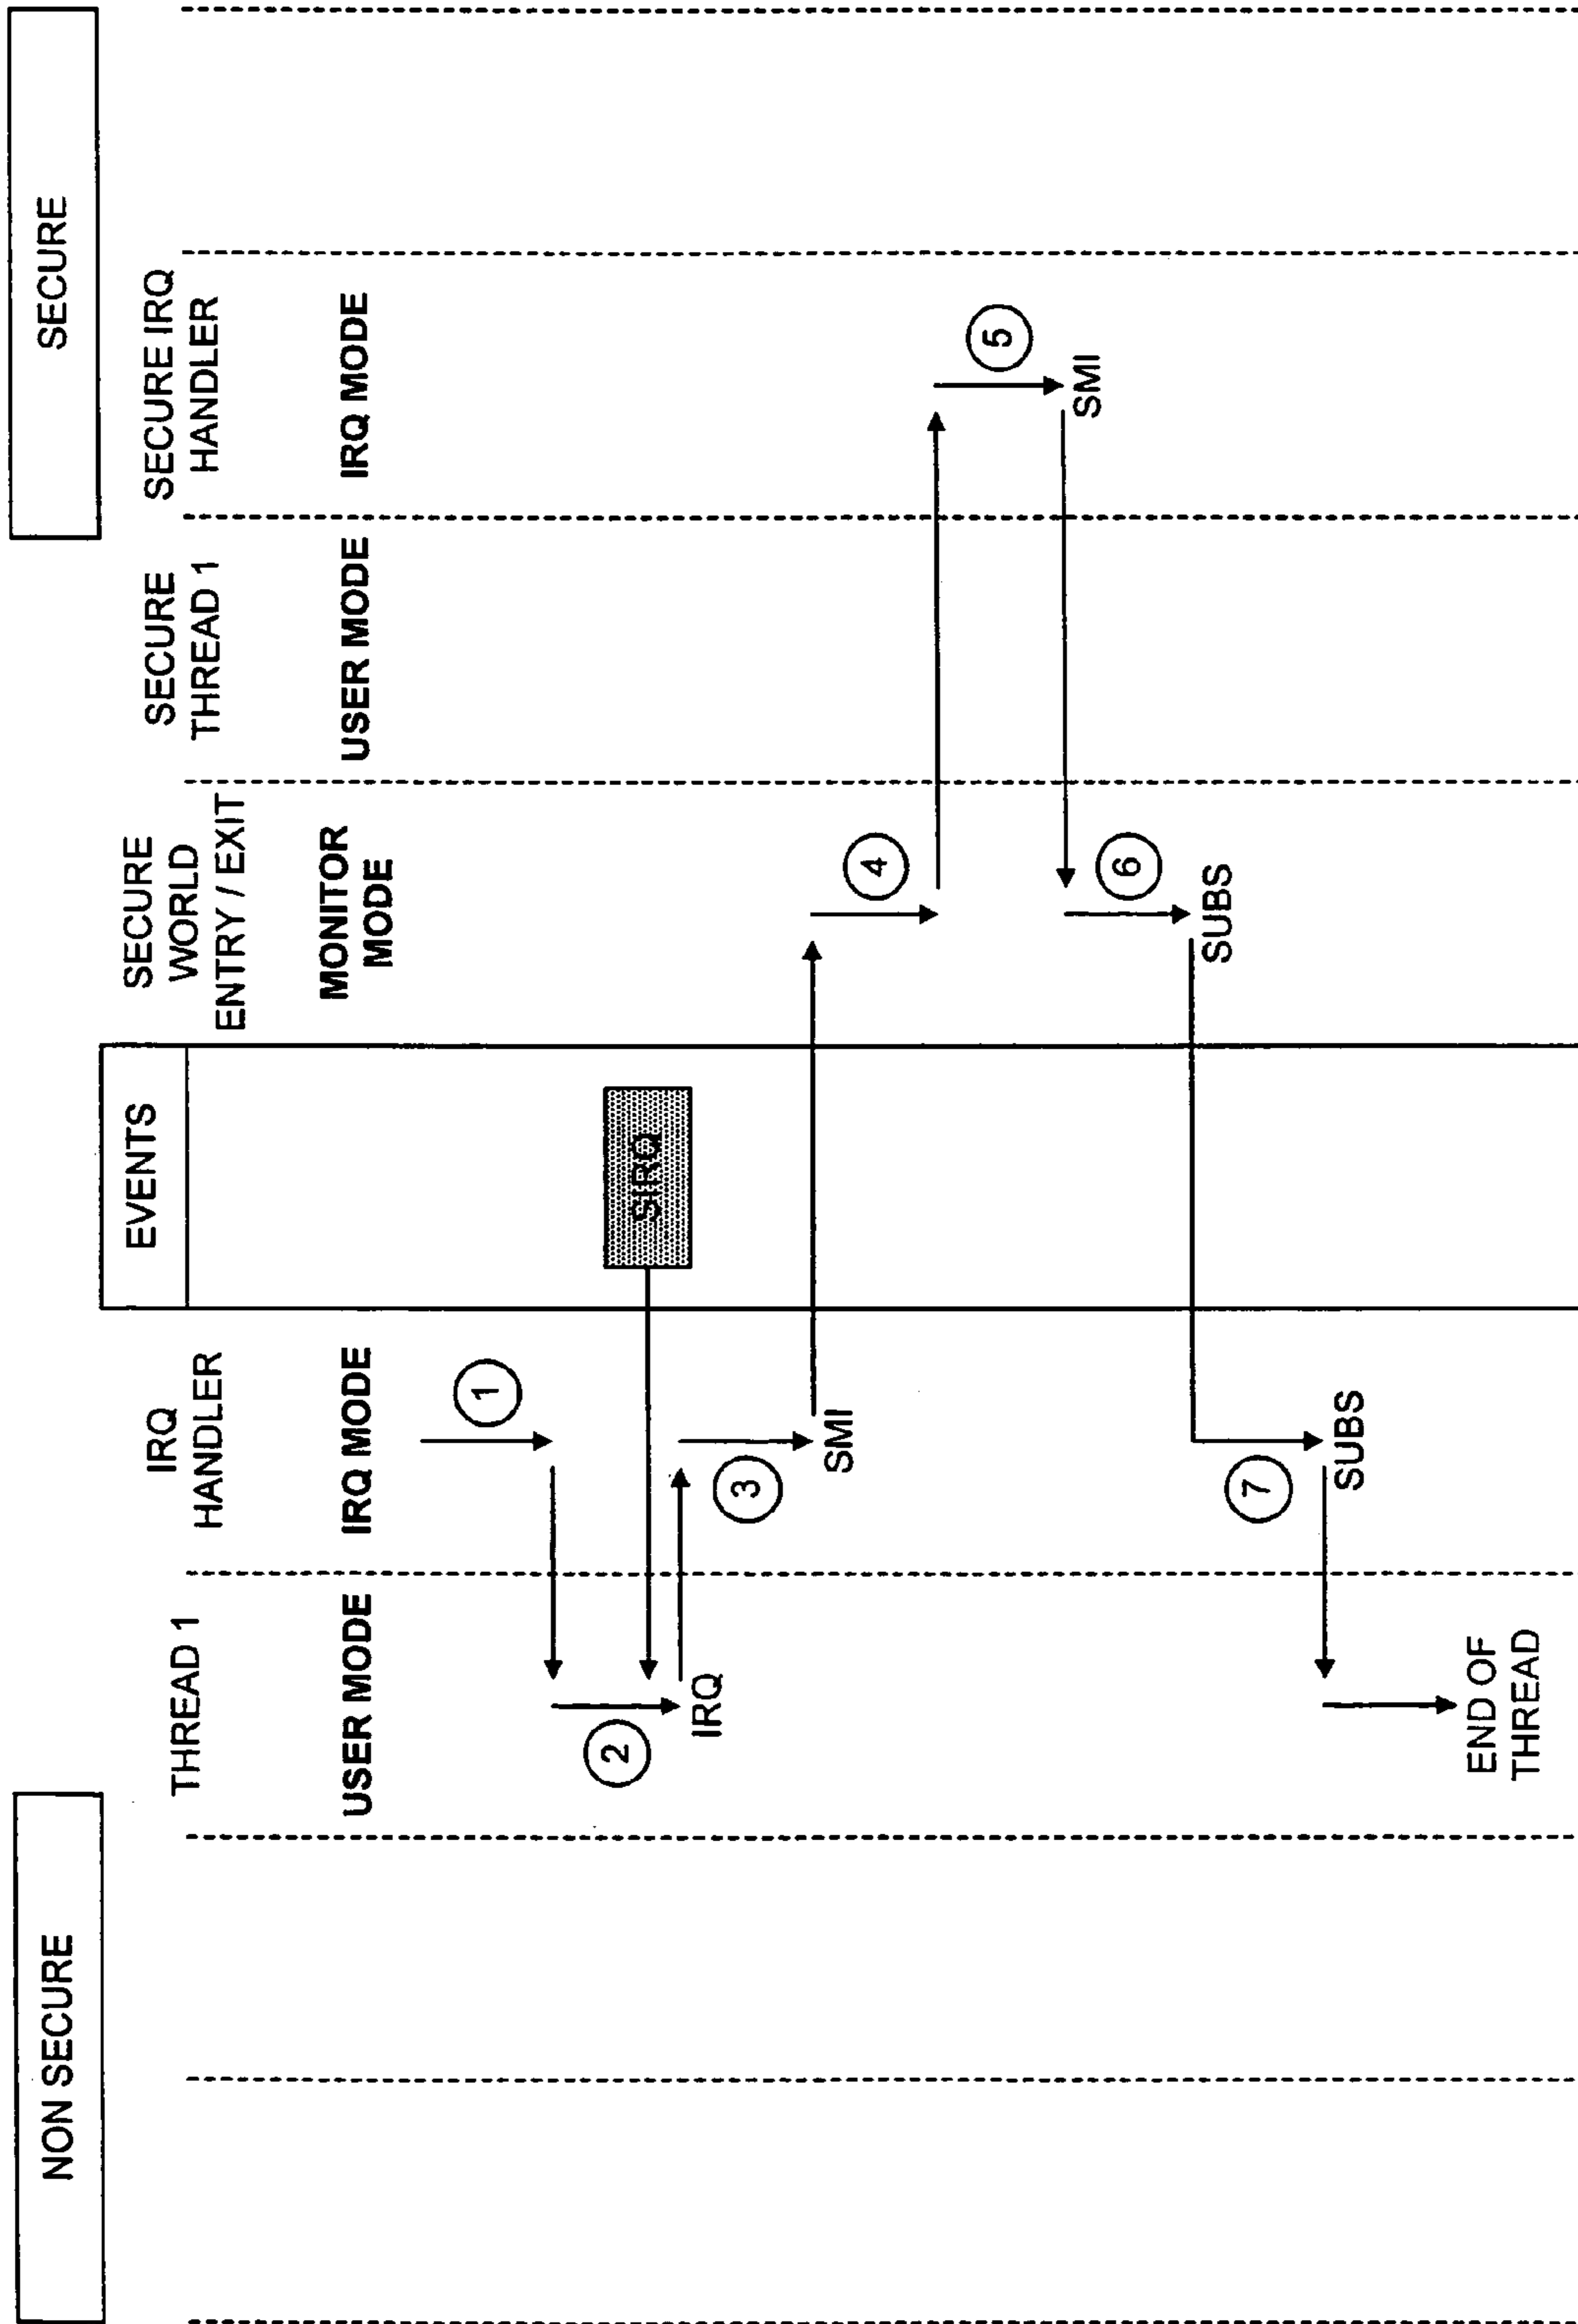 NON SECURE
SECURE
EVENTS
THREAD 1
IRQ
HANDLER
SECURE
WORLD
ENTRY / EXIT
SECURE
THREAD 1
SECURE IRQ
HANDLER
USER MODE
IRQ MODE
MONITOR
MODE
USER MODE
IRQ MODE
1
2
SIRQ
IRQ
3
SMI
4
5
SMI
6
SUBS
7
SUBS
END OF
THREAD